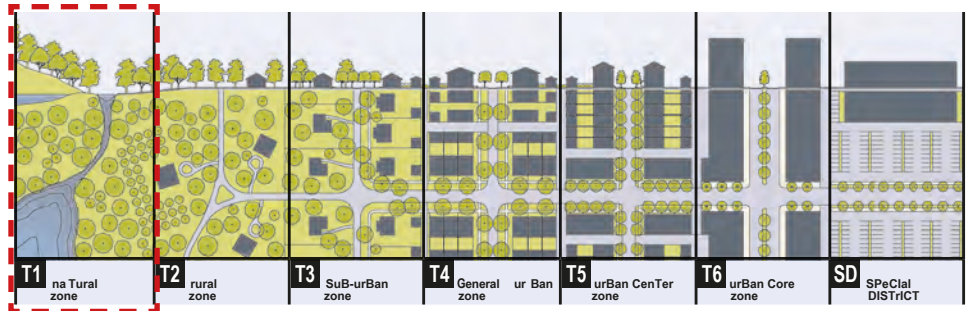 T1 na Tural
zone
T2 rural
zone
T3 SuB-urBan
zone
T4 General ur Ban
zone
T5 urBan CenTer
zone
T6 urBan Core
zone
SD SPeCIal
DISTrICT